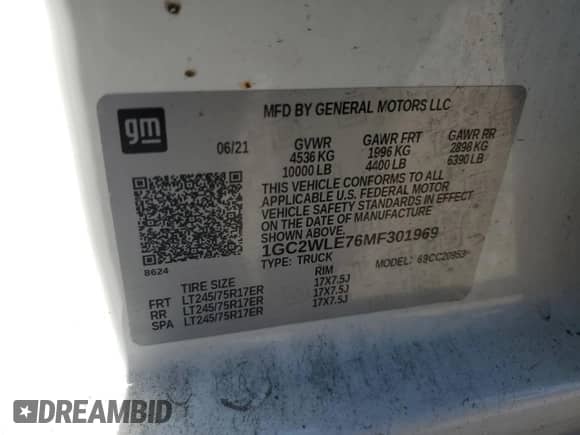 MFD BY GENERAL MOTORS LLC
gm
06/21
GVWR GAWR FRT GAWR RR
4536 KG 1996 KG 2898 KG
10000 LB 4400 LB 6390 LB
THIS VEHICLE CONFORMS TO ALL
APPLICABLE U.S. FEDERAL MOTOR
VEHICLE SAFETY STANDARDS IN EFFECT
ON THE DATE OF MANUFACTURE
SHOWN ABOVE.
1GC2WLE76MF301969
TYPE: TRUCK MODEL:
8624
TIRE SIZE RIM
FRT LT245/75R17ER 17X7.5J
RR LT245/75R17ER 17X7.5J
SPA LT245/75R17ER 17X7.5J
DREAMBID